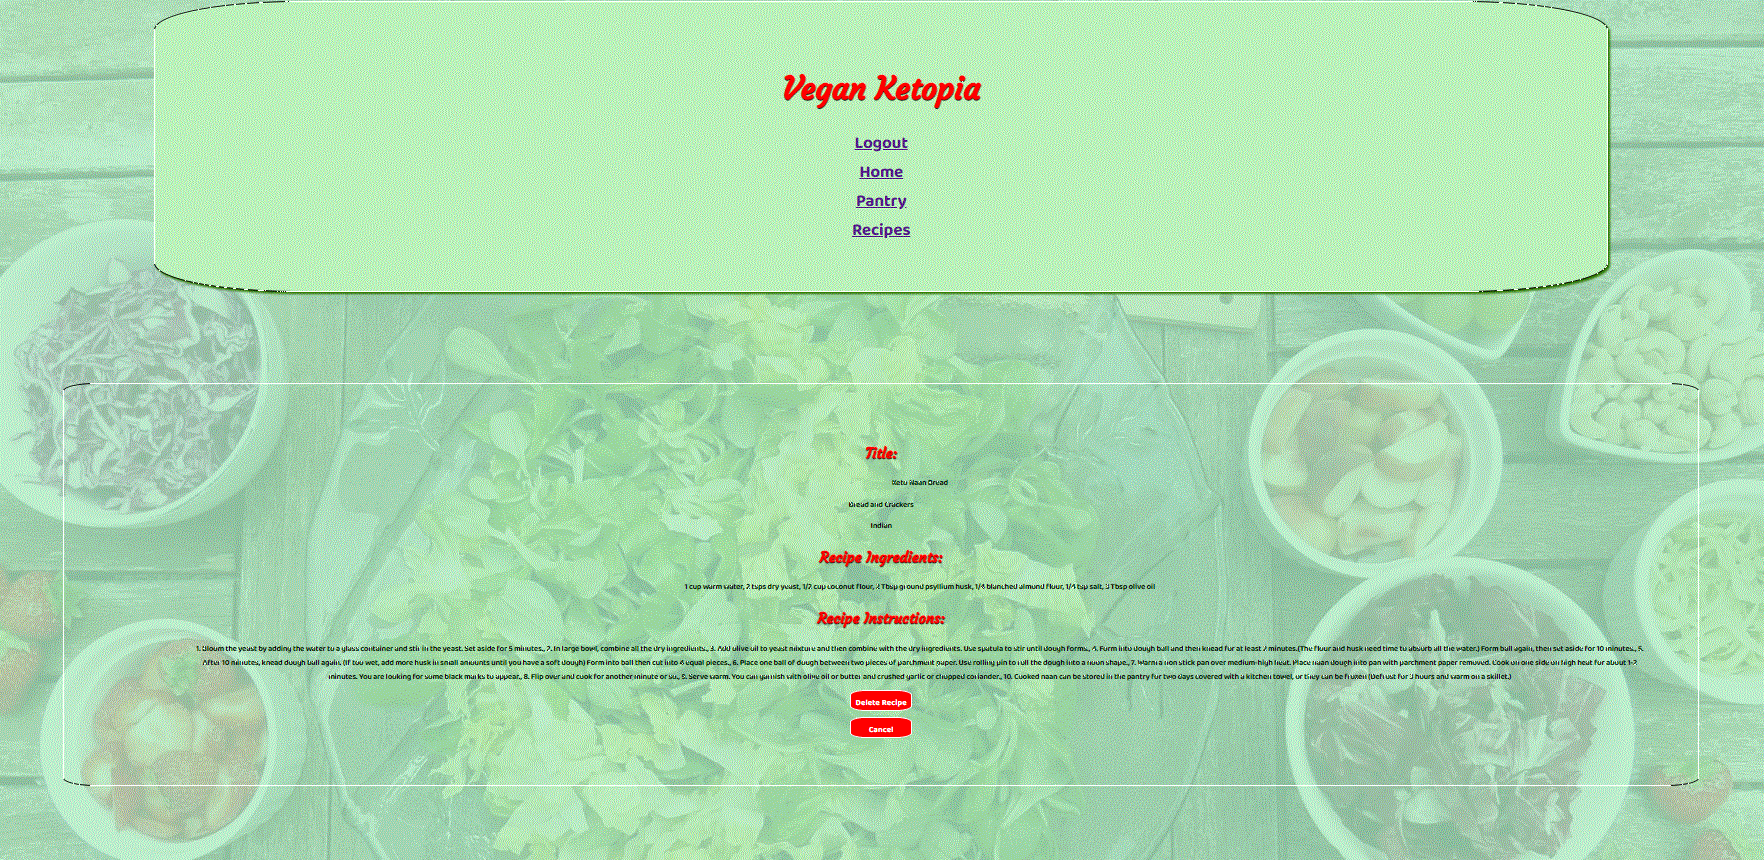 Vegan Ketopia
Logout
Home
Pantry
Recipes
Title:
Keto Naan Bread
Bread and Crackers
Indian
Recipe Ingredients:
1 cup warm water, 2 tsps dry yeast, 1/2 cup coconut flour, 2 Tbsp ground psyllium husk, 1/3 blanched almond flour, 1/4 tsp salt, 3 Tbsp olive oil
Recipe Instructions:
1. Bloom the yeast by adding the water to a glass container and stir in the yeast. Set aside for 5 minutes., 2. In large bowl, combine all the dry ingredients., 3. Add olive oil to yeast mixture and then combine with the dry ingredients. Use spatula to stir until dough forms., 4. Form into dough ball and then knead for at least 2 minutes.(The flour and husk need time to absorb all the water.) Form ball again, then set aside for 10 minutes., 5.
After 10 minutes, knead dough ball again. (If too wet, add more husk in small amounts until you have a soft dough) Form into ball then cut into equal pieces., 6. Place one ball of dough between two pieces of parchment paper. Use rolling pin to roll the dough into a naan shape., 7. Warm a non stick pan over medium-high heat. Place naan dough into pan with parchment paper removed. Cook on one side on high heat for about 1-2
minutes. You are looking for some black marks to appear., 8. Flip over and cook for another minute or so., 9. Serve warm. You can garnish with olive oil or butter and crushed garlic or chopped coriander., 10. Cooked naan can be stored in the pantry for two days covered with a kitchen towel, or they can be frozen (Defrost for 3 hours and warm on a skillet.)
Delete Recipe
Cancel